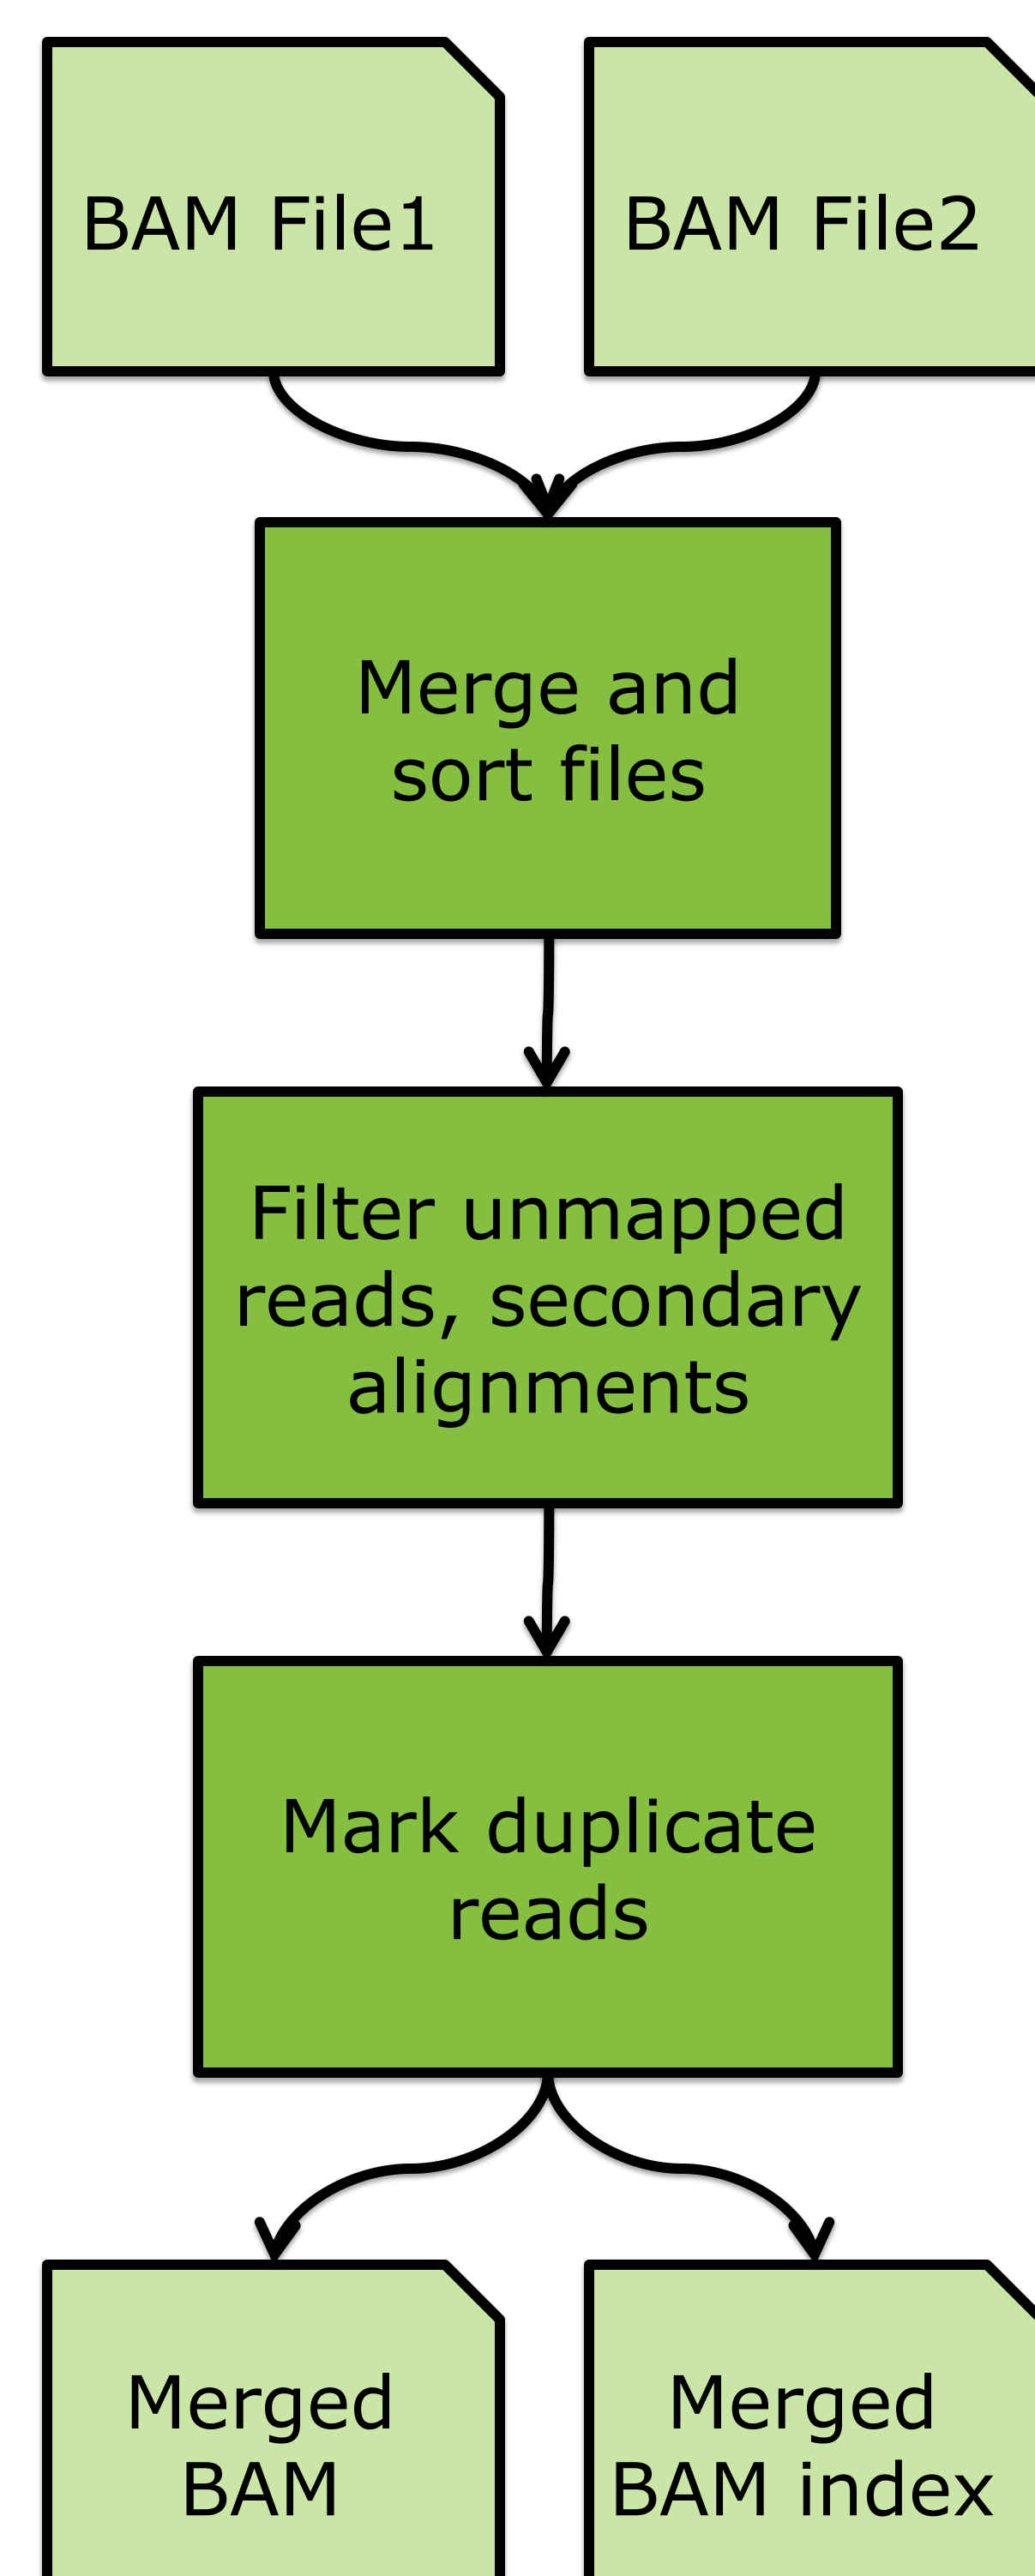 BAM File1
BAM File2
Merge and
sort files
Filter unmapped
reads, secondary
alignments
Mark duplicate
reads
Merged
BAM
Merged
BAM index